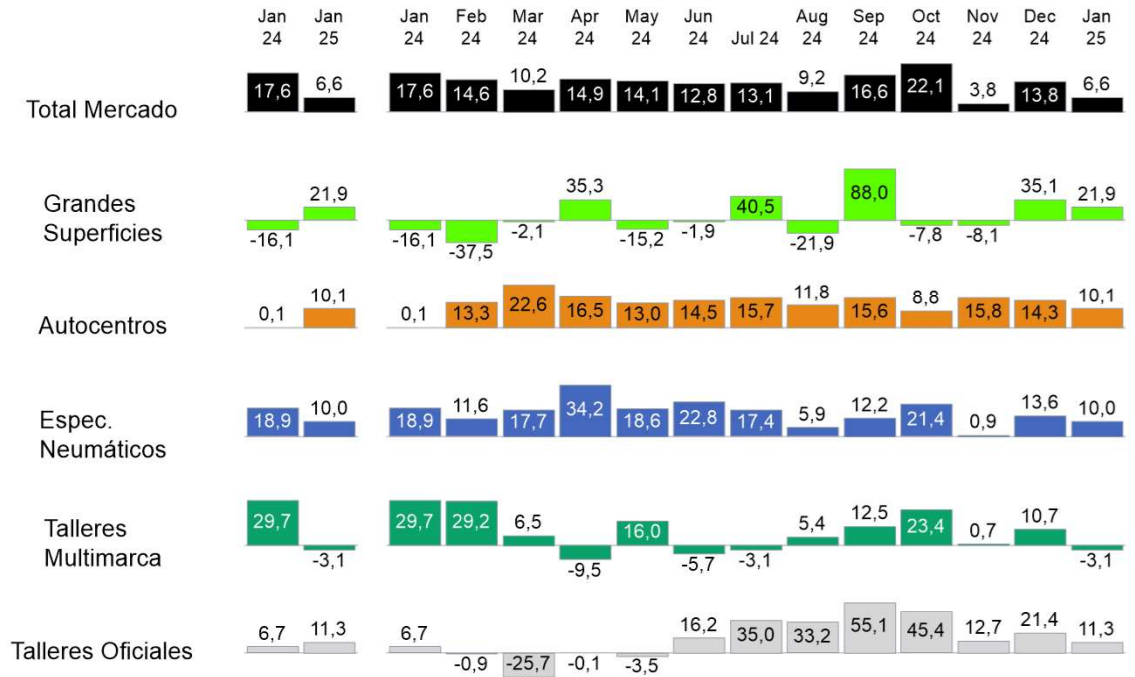 Jan 24 Jan 25 Jan 24 Feb 24 Mar 24 Apr 24 May 24 Jun 24 Jul 24 Aug 24 Sep 24 Oct 24 Nov 24 Dec 24 Jan 25
Total Mercado 17,6 6,6 17,6 14,6 10,2 14,9 14,1 12,8 13,1 9,2 16,6 22,1 3,8 13,8 6,6
Grandes Superficies -16,1 21,9 -16,1 -37,5 -2,1 35,3 -15,2 -1,9 40,5 -21,9 88,0 -7,8 -8,1 35,1 21,9
Autocentros 0,1 10,1 0,1 13,3 22,6 16,5 13,0 14,5 15,7 11,8 15,6 8,8 15,8 14,3 10,1
Espec. Neumáticos 18,9 10,0 18,9 11,6 17,7 34,2 18,6 22,8 17,4 5,9 12,2 21,4 0,9 13,6 10,0
Talleres Multimarca 29,7 -3,1 29,7 29,2 6,5 -9,5 16,0 -5,7 -3,1 5,4 12,5 23,4 0,7 10,7 -3,1
Talleres Oficiales 6,7 11,3 6,7 -0,9 -25,7 -0,1 -3,5 16,2 35,0 33,2 55,1 45,4 12,7 21,4 11,3